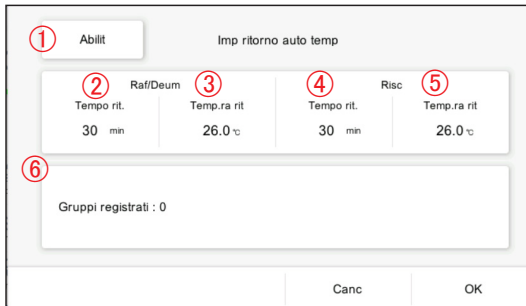 ① Abilit Imp ritorno auto temp
② Raf/Deum ③ ④ Risc ⑤
Tempo rit. Temp.ra rit Tempo rit. Temp.ra rit
30 min 26.0 °C 30 min 26.0 °C
⑥
Gruppi registrati : 0
Canc OK